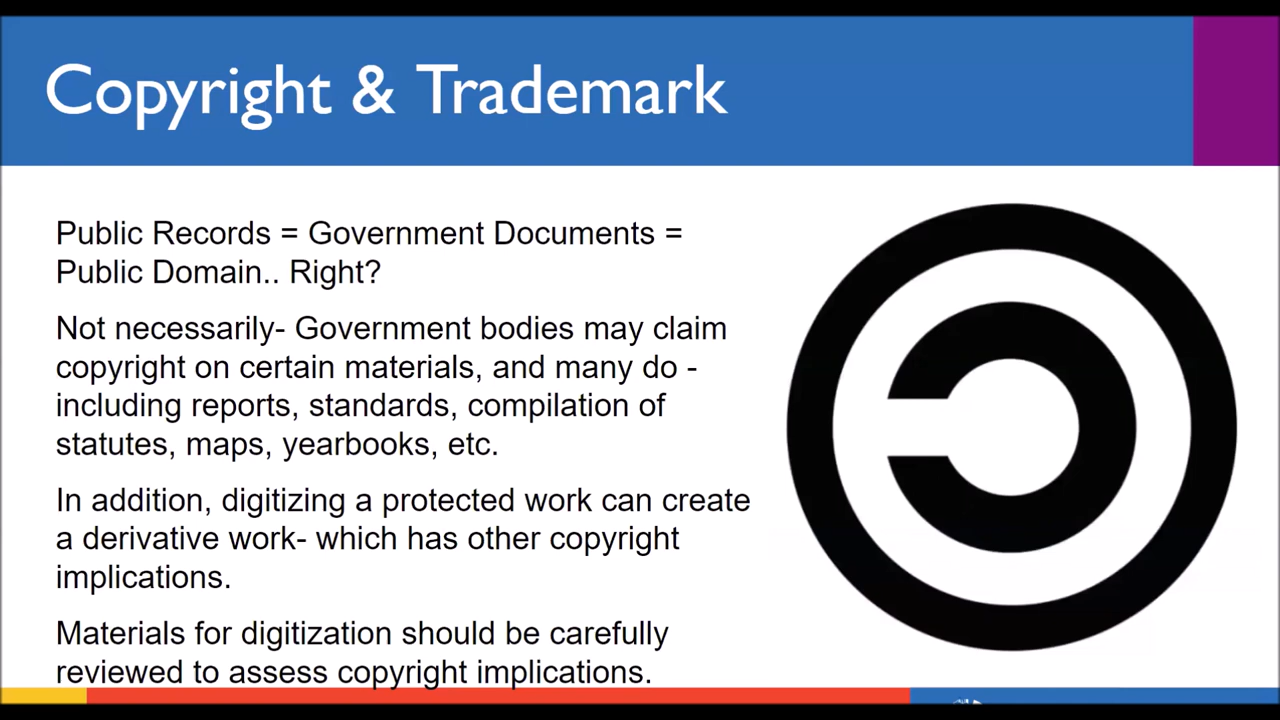 Copyright & Trademark
Public Records = Government Documents =
Public Domain.. Right?
Not necessarily- Government bodies may claim
copyright on certain materials, and many do -
including reports, standards, compilation of
statutes, maps, yearbooks, etc.
In addition, digitizing a protected work can create
a derivative work- which has other copyright
implications.
Materials for digitization should be carefully
reviewed to assess copyright implications.